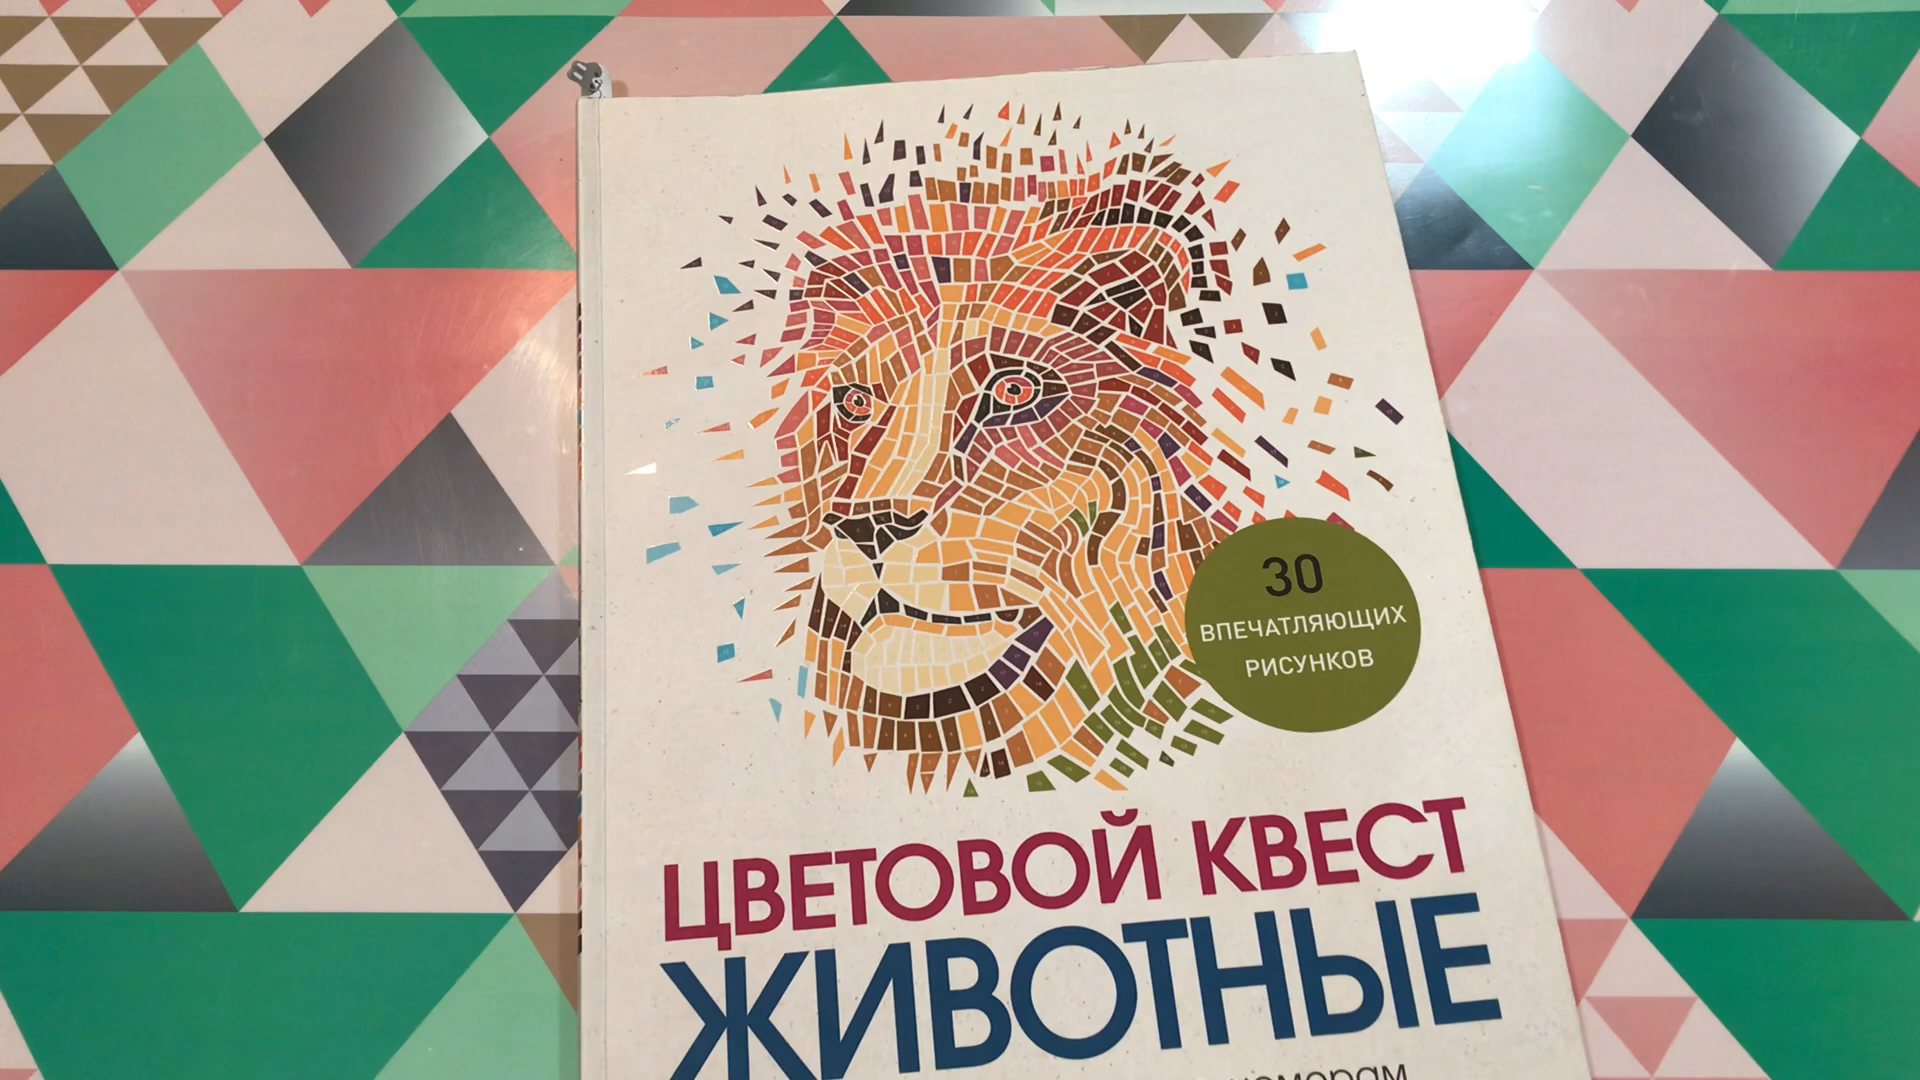 30
ВПЕЧАТЛЯЮЩИХ
РИСУНКОВ
ЦВЕТОВОЙ КВЕСТ
ЖИВОТНЫЕ